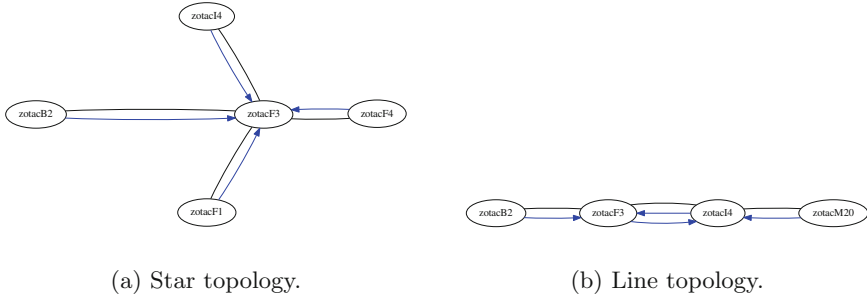 zotacI4
zotacB2
zotacF3
zotacF4
zotacF1
zotacB2
zotacF3
zotacI4
zotacM20
(a) Star topology.
(b) Line topology.